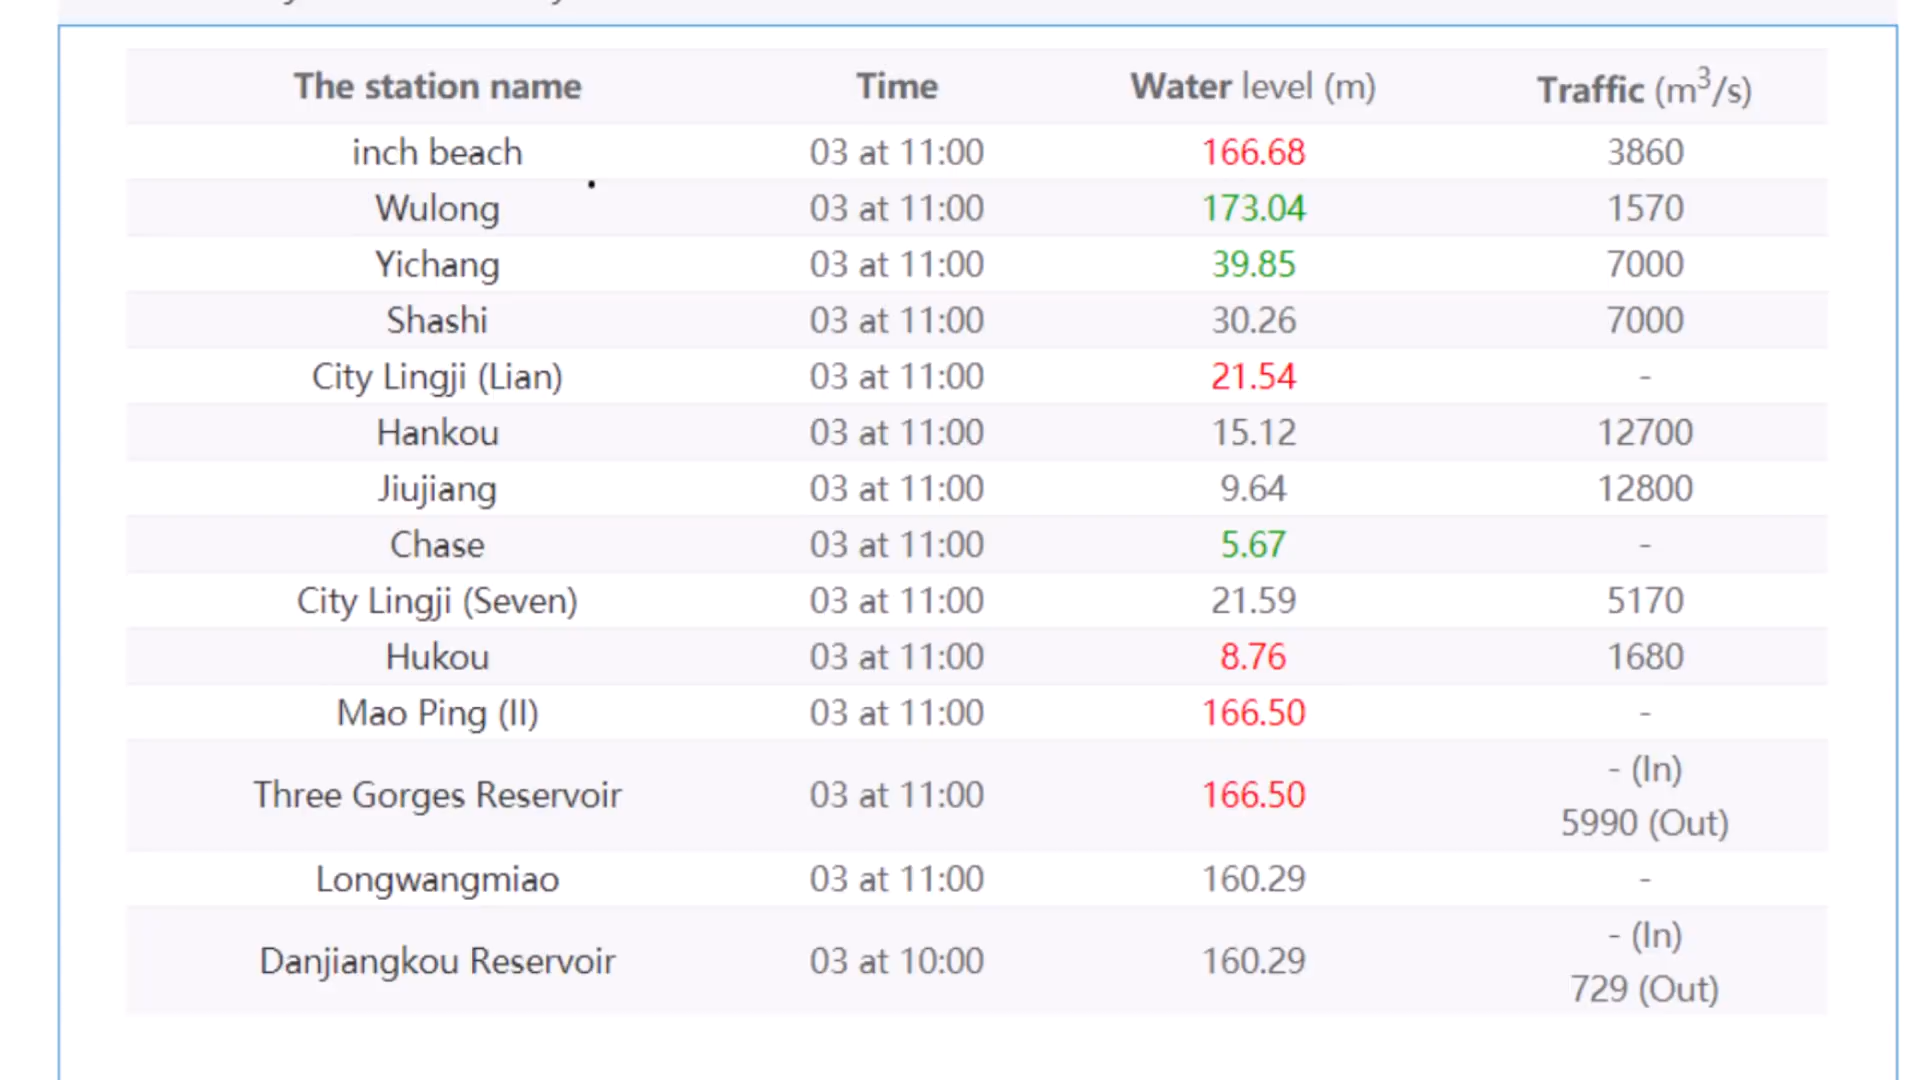 The station name Time Water level (m) Traffic (m³/s)
inch beach 03 at 11:00 166.68 3860
Wulong 03 at 11:00 173.04 1570
Yichang 03 at 11:00 39.85 7000
Shashi 03 at 11:00 30.26 7000
City Lingji (Lian) 03 at 11:00 21.54 -
Hankou 03 at 11:00 15.12 12700
Jiujiang 03 at 11:00 9.64 12800
Chase 03 at 11:00 5.67 -
City Lingji (Seven) 03 at 11:00 21.59 5170
Hukou 03 at 11:00 8.76 1680
Mao Ping (II) 03 at 11:00 166.50 -
Three Gorges Reservoir 03 at 11:00 166.50 - (In)
5990 (Out)
Longwangmiao 03 at 11:00 160.29 -
Danjiangkou Reservoir 03 at 10:00 160.29 - (In)
729 (Out)